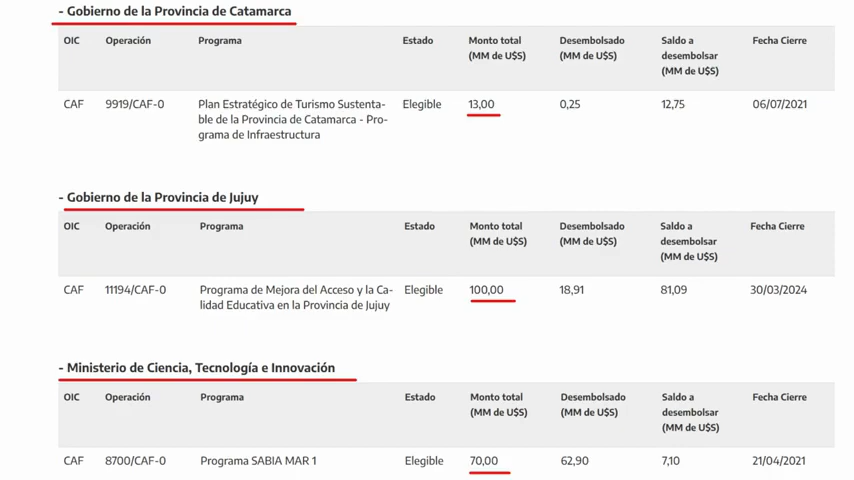 - Gobierno de la Provincia de Catamarca
OIC Operación Programa Estado Monto total Desembolsado Saldo a Fecha Cierre
(MM de U$S) (MM de U$S) desembolsar
(MM de U$S)
CAF 9919/CAF-0 Plan Estratégico de Turismo Sustenta- Elegible 13,00 0,25 12,75 06/07/2021
ble de la Provincia de Catamarca - Pro-
grama de Infraestructura
- Gobierno de la Provincia de Jujuy
OIC Operación Programa Estado Monto total Desembolsado Saldo a Fecha Cierre
(MM de U$S) (MM de U$S) desembolsar
(MM de U$S)
CAF 11194/CAF-0 Programa de Mejora del Acceso y la Ca- Elegible 100,00 18,91 81,09 30/03/2024
lidad Educativa en la Provincia de Jujuy
- Ministerio de Ciencia, Tecnología e Innovación
OIC Operación Programa Estado Monto total Desembolsado Saldo a Fecha Cierre
(MM de U$S) (MM de U$S) desembolsar
(MM de U$S)
CAF 8700/CAF-0 Programa SABIA MAR 1 Elegible 70,00 62,90 7,10 21/04/2021